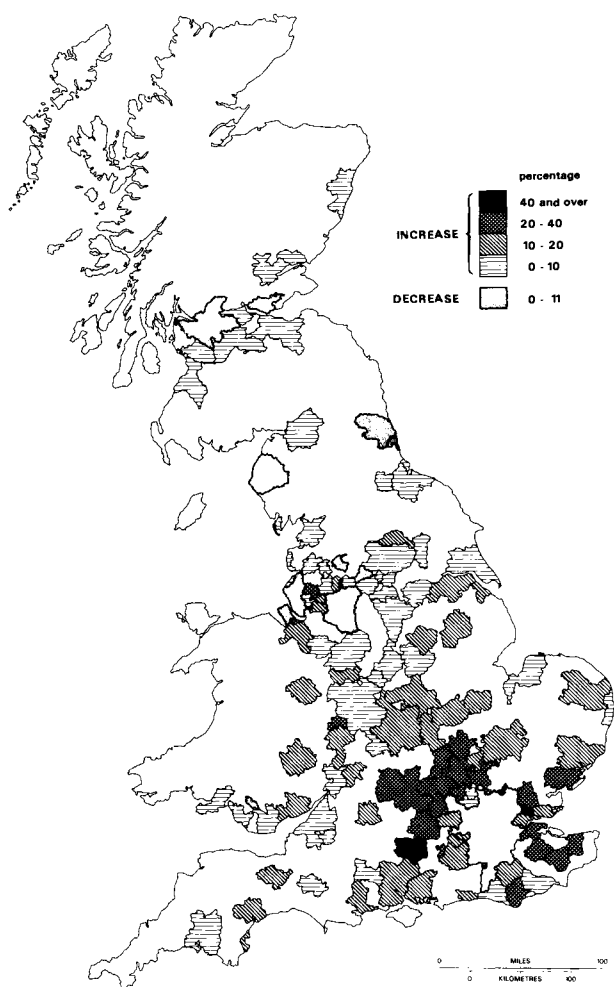 percentage
40 and over
20 - 40
INCREASE
10 - 20
0 - 10
DECREASE
0 - 11
0 MILES 100
0 KILOMETRES 100